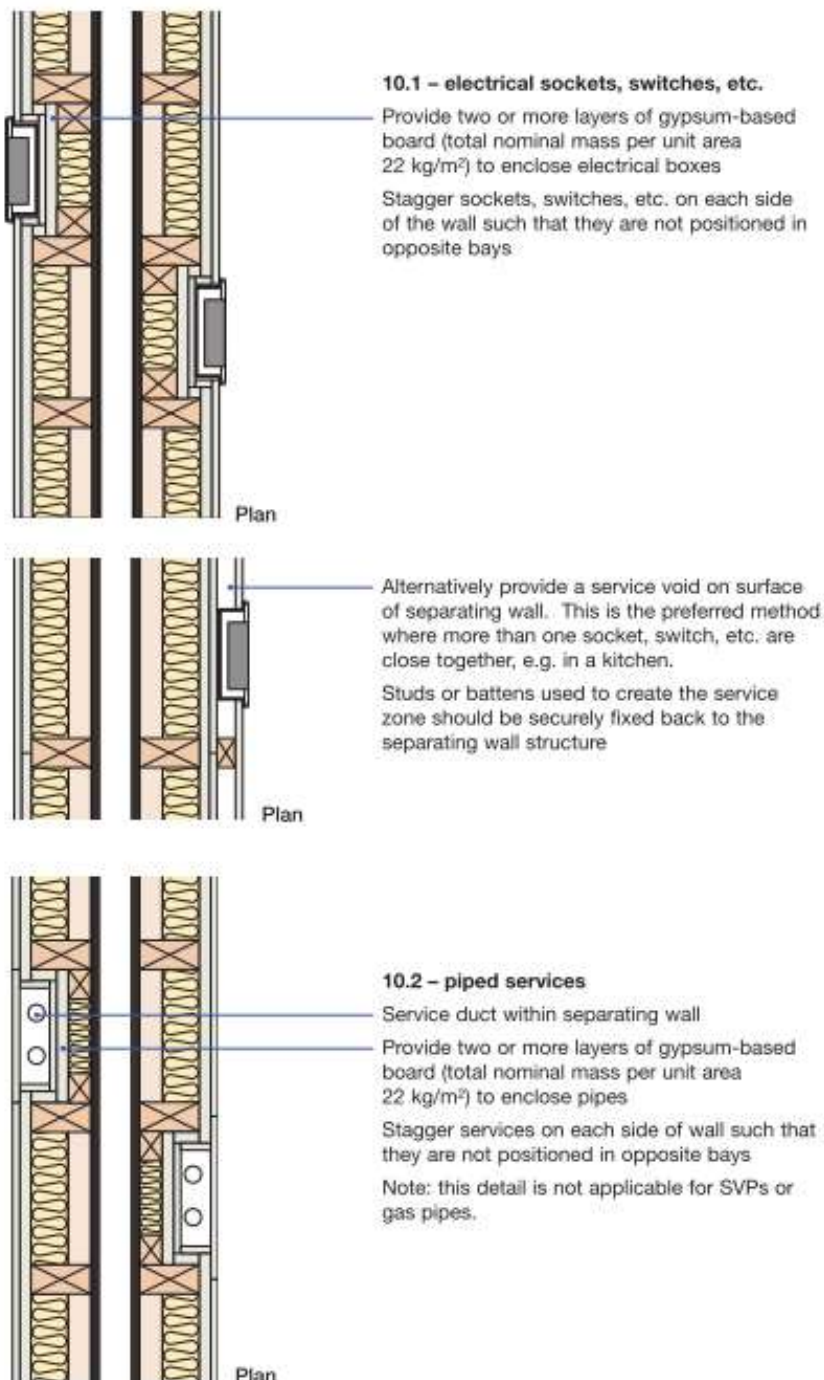 10.1 – electrical sockets, switches, etc.
Provide two or more layers of gypsum-based
board (total nominal mass per unit area
22 kg/m²) to enclose electrical boxes
Stagger sockets, switches, etc. on each side
of the wall such that they are not positioned in
opposite bays
Plan
Alternatively provide a service void on surface
of separating wall.  This is the preferred method
where more than one socket, switch, etc. are
close together, e.g. in a kitchen.
Studs or battens used to create the service
zone should be securely fixed back to the
separating wall structure
Plan
10.2 – piped services
Service duct within separating wall
Provide two or more layers of gypsum-based
board (total nominal mass per unit area
22 kg/m²) to enclose pipes
Stagger services on each side of wall such that
they are not positioned in opposite bays
Note: this detail is not applicable for SVPs or
gas pipes.
Plan